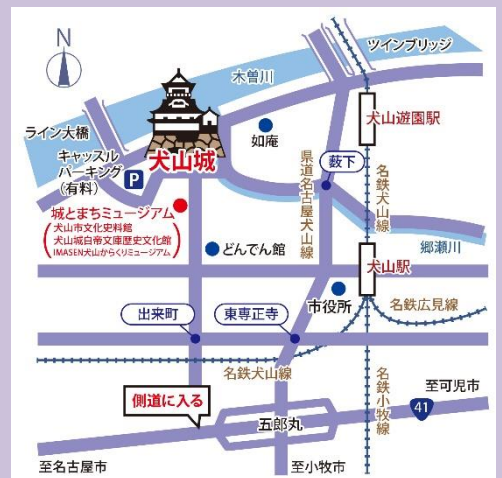 N
ツインブリッジ
木曽川
ライン大橋
犬山城
如庵
犬山遊園駅
キャッスル
パーキング
(有料)
P
薮下
県道名古屋犬山線
名鉄犬山線
城とまちミュージアム
犬山市文化史料館
犬山城白帝文庫歴史文化館
IMASEN犬山からくりミュージアム
どんでん館
郷瀬川
犬山駅
市役所
名鉄広見線
出来町
東専正寺
名鉄犬山線
名鉄小牧線
側道に入る
五郎丸
至可児市
41
至名古屋市
至小牧市